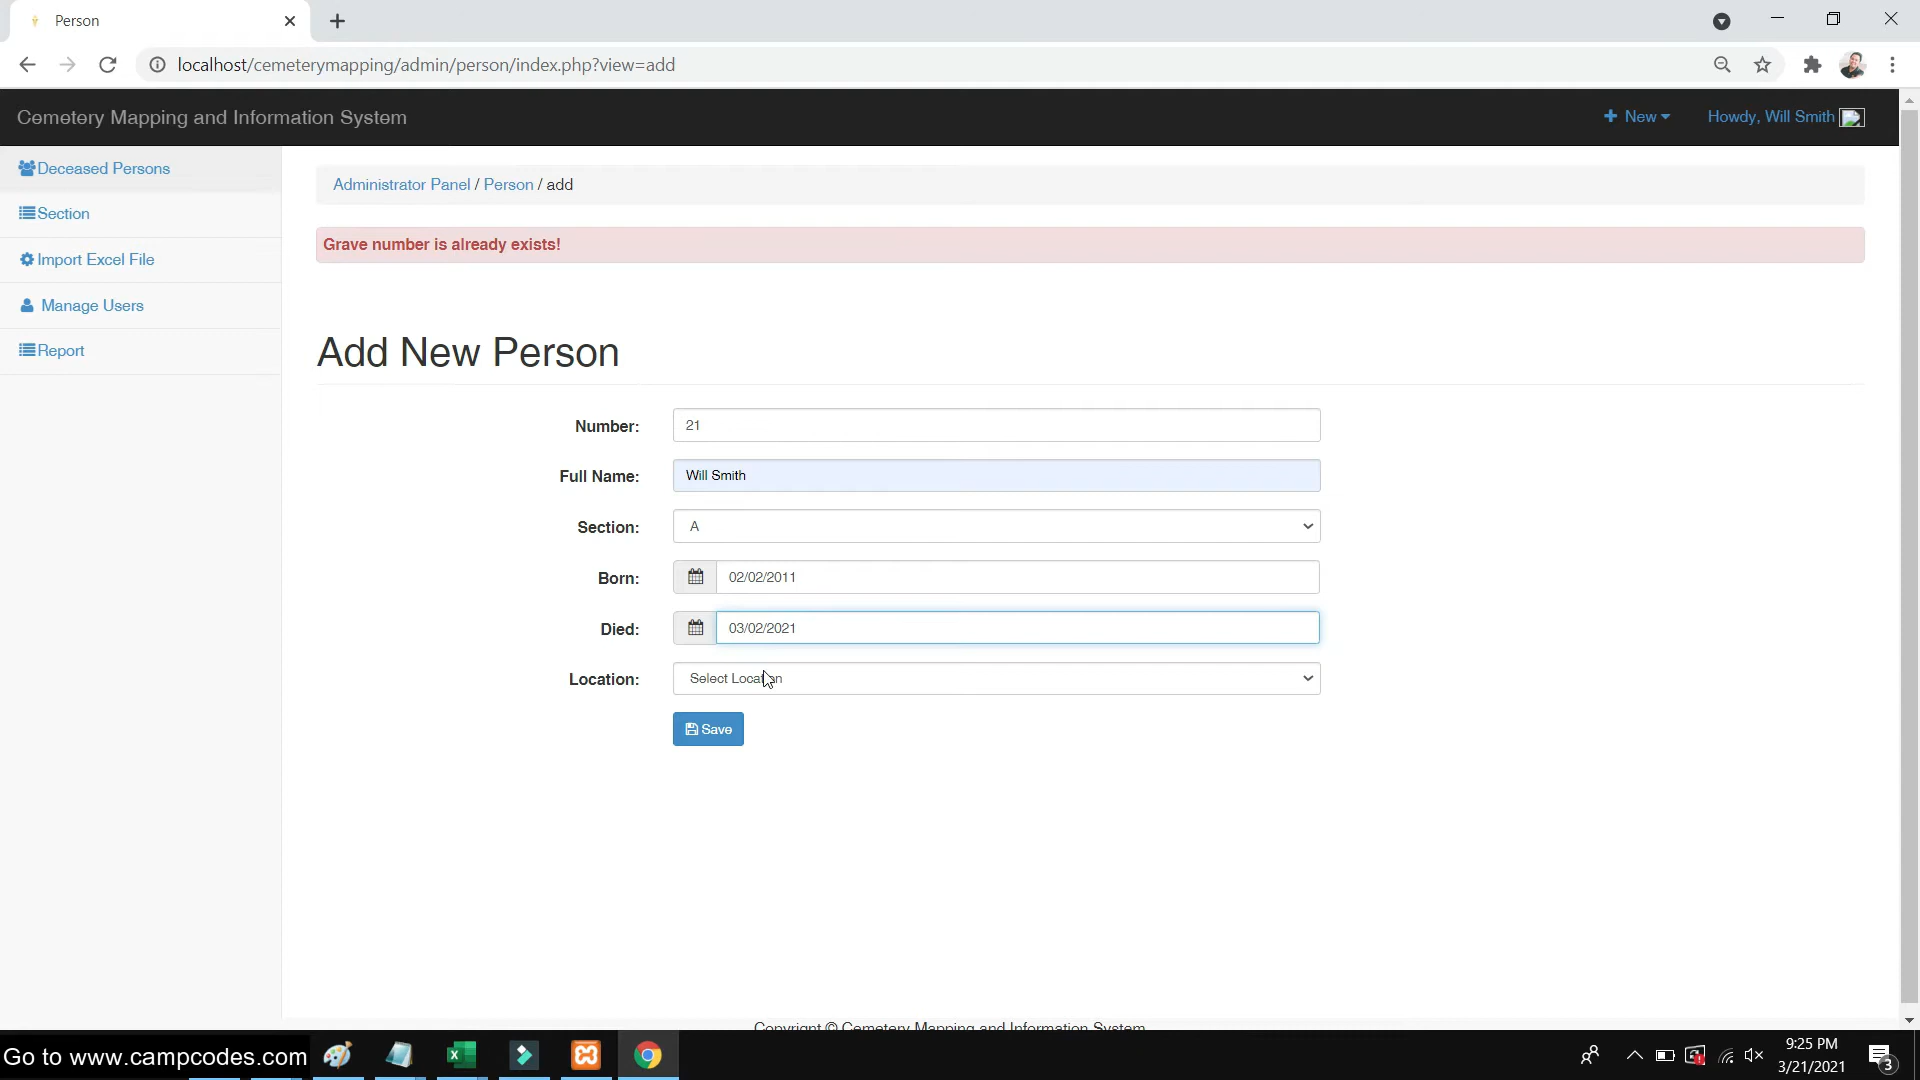 Person
localhost/cemeterymapping/admin/person/index.php?view=add
Cemetery Mapping and Information System
New
Howdy, Will Smith
Deceased Persons
Section
Import Excel File
Manage Users
Report
Administrator Panel / Person / add
Grave number is already exists!
Add New Person
Number:
21
Full Name:
Will Smith
Section:
A
Born:
02/02/2011
Died:
03/02/2021
Location:
Select Location
Save
Copyright © Cemetery Mapping and Information System
Go to www.campcodes.com
9:25 PM
3/21/2021
3